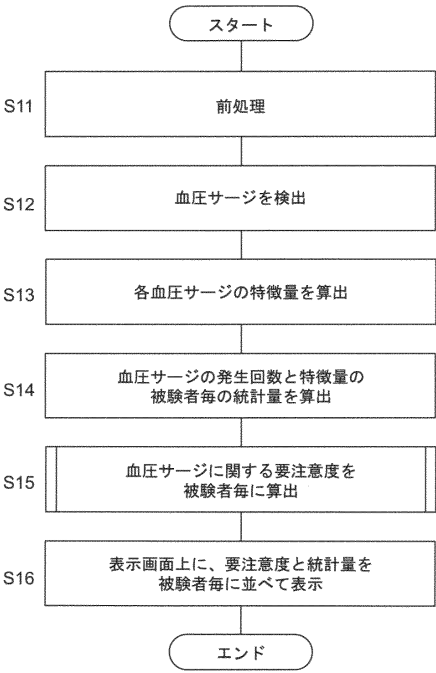 スタート
S11
前処理
S12
血圧サージを検出
S13
各血圧サージの特徴量を算出
S14
血圧サージの発生回数と特徴量の
被験者毎の統計量を算出
S15
血圧サージに関する要注意度を
被験者毎に算出
S16
表示画面上に、要注意度と統計量を
被験者毎に並べて表示
エンド